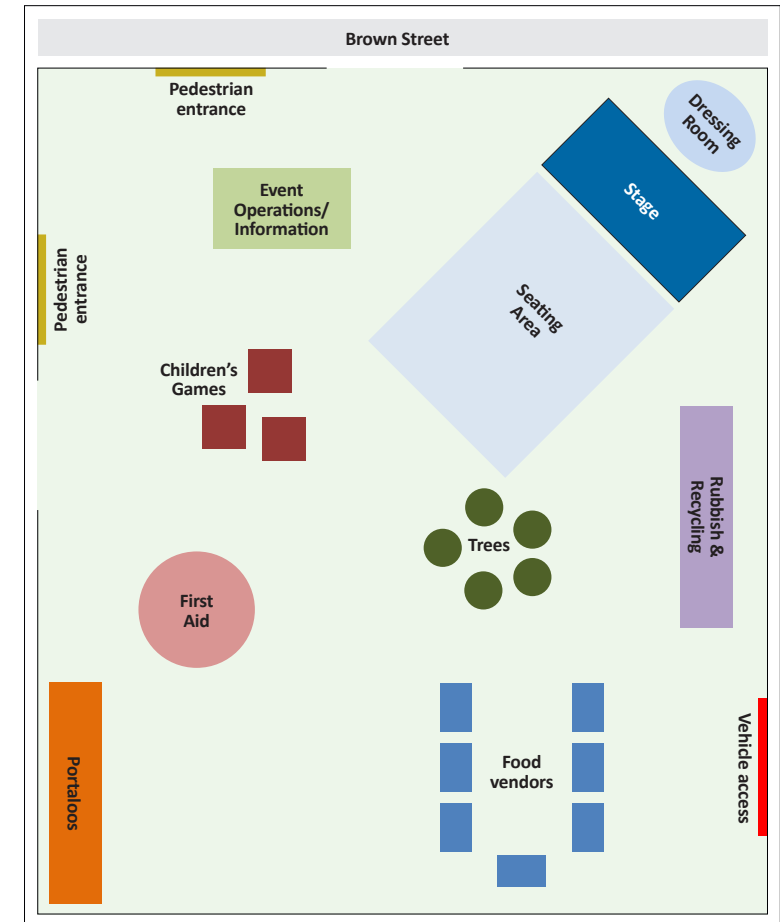 Brown Street
Pedestrian
entrance
Dressing
Room
Event
Operations/
Information
Stage
Pedestrian
entrance
Seating
Area
Children's
Games
Rubbish &
Recycling
Trees
First
Aid
Portaloos
Food
vendors
Vehicle access